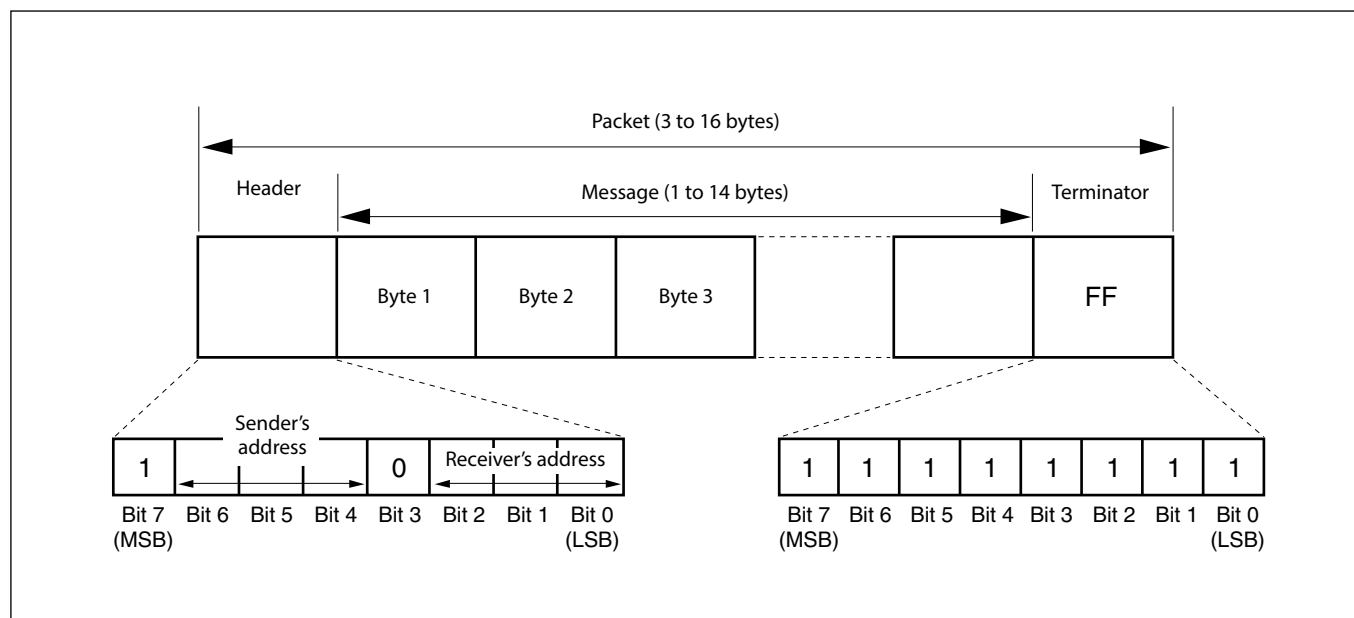 Packet (3 to 16 bytes)
Header
Message (1 to 14 bytes)
Terminator
Byte 1
Byte 2
Byte 3
FF
Sender's
address
1
0
Receiver's address
Bit 7
(MSB)
Bit 6
Bit 5
Bit 4
Bit 3
Bit 2
Bit 1
Bit 0
(LSB)
1 1 1 1 1 1 1 1
Bit 7
(MSB)
Bit 6
Bit 5
Bit 4
Bit 3
Bit 2
Bit 1
Bit 0
(LSB)